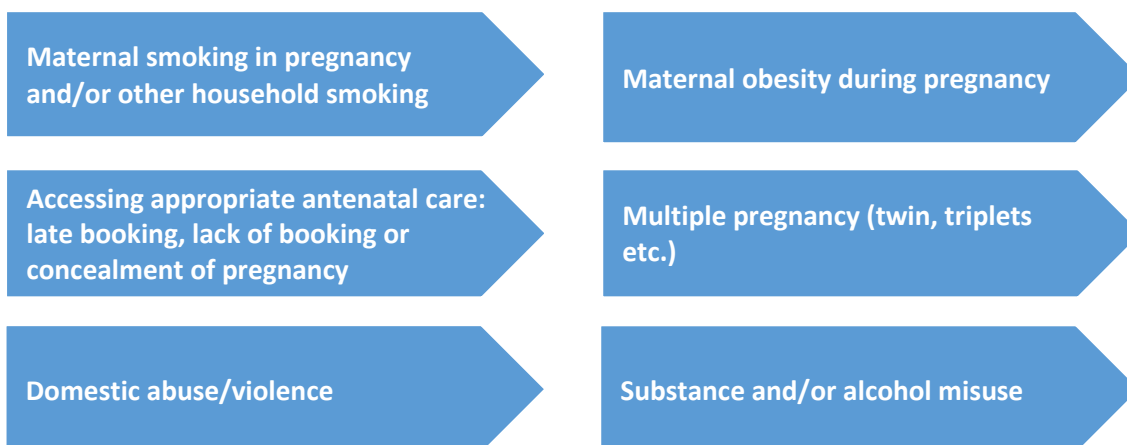 Maternal smoking in pregnancy
and/or other household smoking
Maternal obesity during pregnancy
Accessing appropriate antenatal care:
late booking, lack of booking or
concealment of pregnancy
Multiple pregnancy (twin, triplets
etc.)
Domestic abuse/violence
Substance and/or alcohol misuse